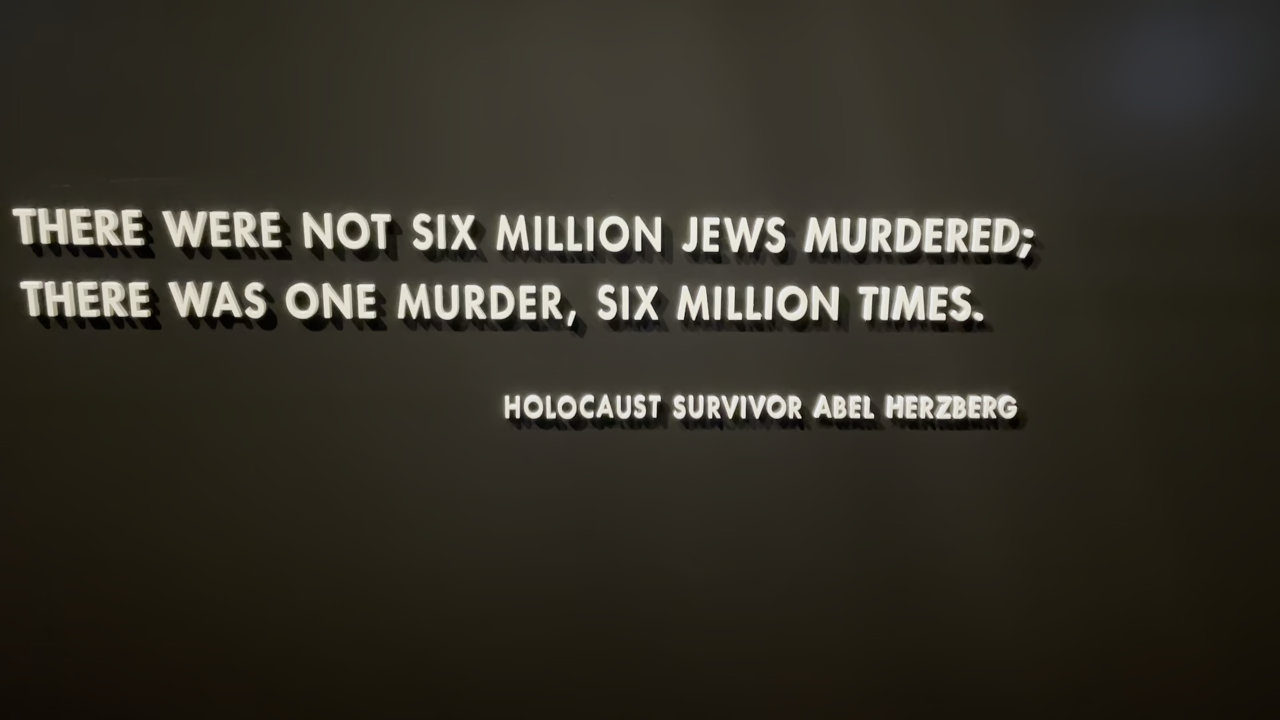 THERE WERE NOT SIX MILLION JEWS MURDERED;
THERE WAS ONE MURDER, SIX MILLION TIMES.
HOLOCAUST SURVIVOR ABEL HERZBERG